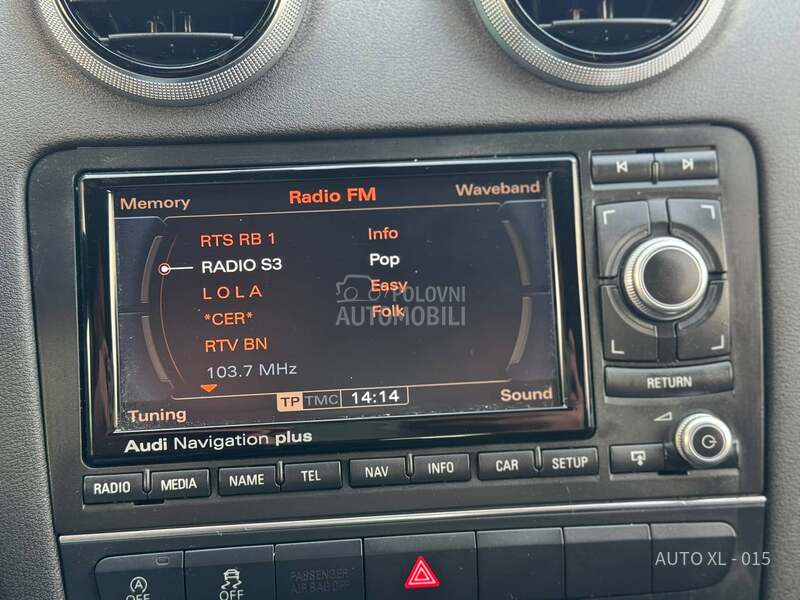 Memory Radio FM Waveband
RTS RB 1 Info
RADIO S3 Pop
L O L A Easy
*CER* Folk
RTV BN
103.7 MHz
TP TMC 14:14
Tuning Sound
Audi Navigation plus
POLOVNI
AUTOMOBILI
RETURN
RADIO MEDIA NAME TEL NAV INFO CAR SETUP
A
OFF
OFF
PASSENGER
AIR BAG OFF
AUTO XL - 015